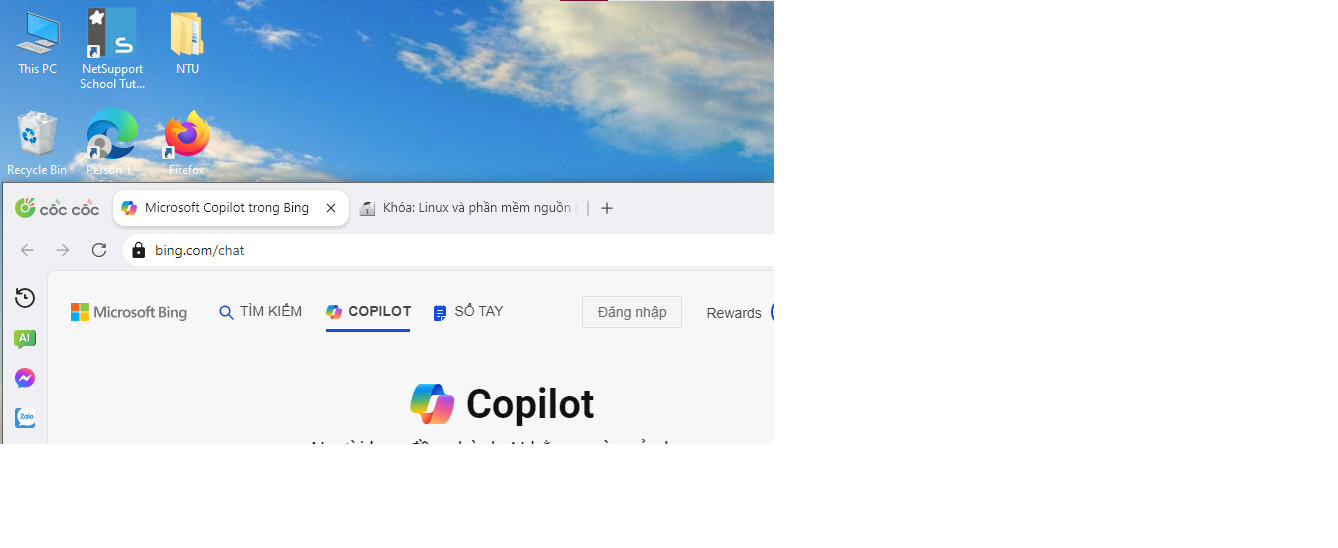 This PC
NetSupport
School Tut...
NTU
Recycle Bin
Person 1 -
Firefox
CỐC CỐC
Microsoft Copilot trong Bing
Khóa: Linux và phần mềm nguồn
bing.com/chat
Microsoft Bing
TÌM KIẾM
COPILOT
SỔ TAY
Đăng nhập
Rewards
AI
Zalo
Copilot